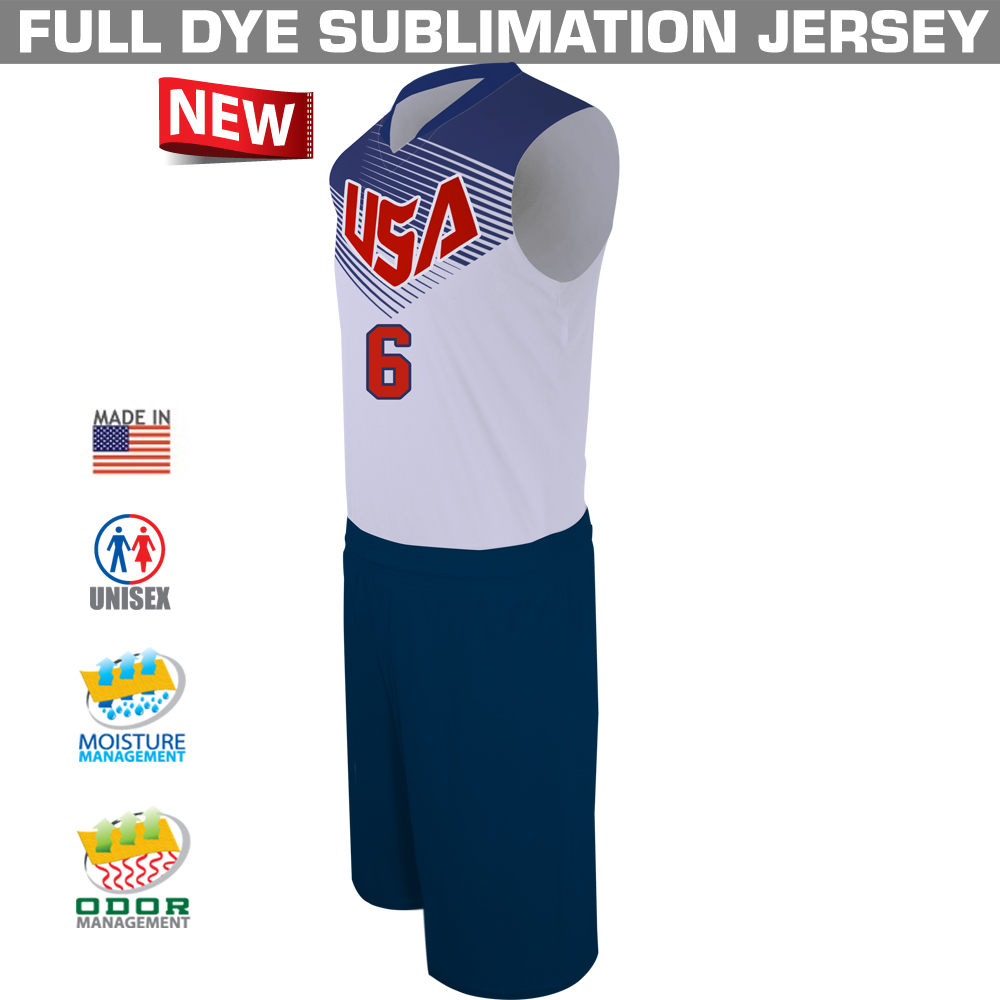 FULL DYE SUBLIMATION JERSEY
NEW
USA
6
MADE IN
UNISEX
MOISTURE
MANAGEMENT
ODOR
MANAGEMENT